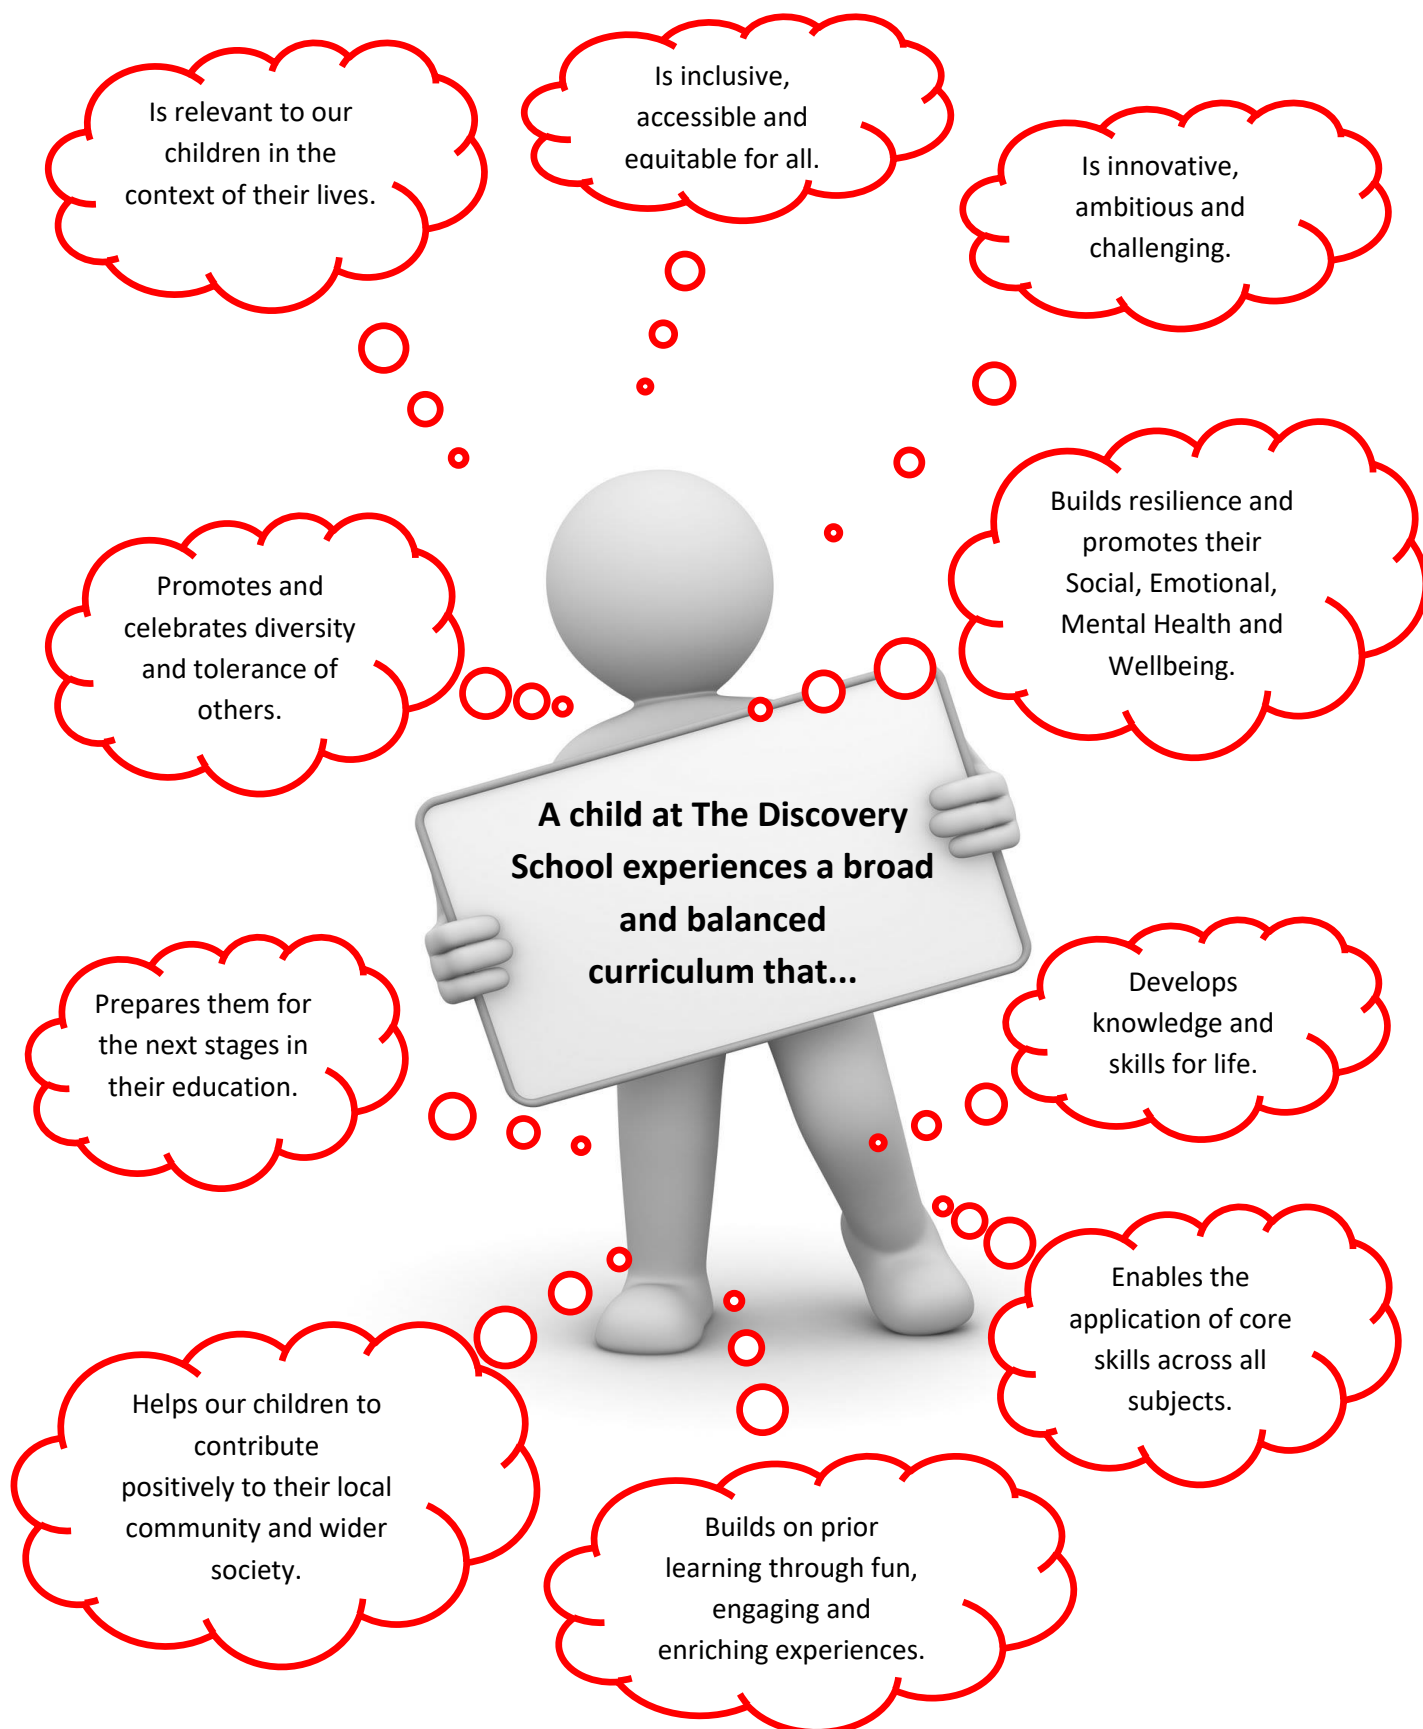 Is relevant to our
children in the
context of their lives.
Is inclusive,
accessible and
equitable for all.
Is innovative,
ambitious and
challenging.
Promotes and
celebrates diversity
and tolerance of
others.
Builds resilience and
promotes their
Social, Emotional,
Mental Health and
Wellbeing.
A child at The Discovery
School experiences a broad
and balanced
curriculum that...
Prepares them for
the next stages in
their education.
Develops
knowledge and
skills for life.
Enables the
application of core
skills across all
subjects.
Helps our children to
contribute
positively to their local
community and wider
society.
Builds on prior
learning through fun,
engaging and
enriching experiences.